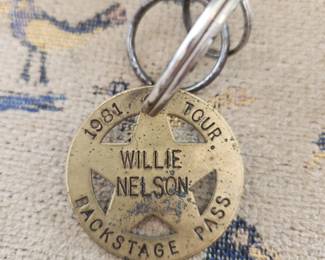 1981 TOUR.
WILLIE
NELSON
BACKSTAGE PASS